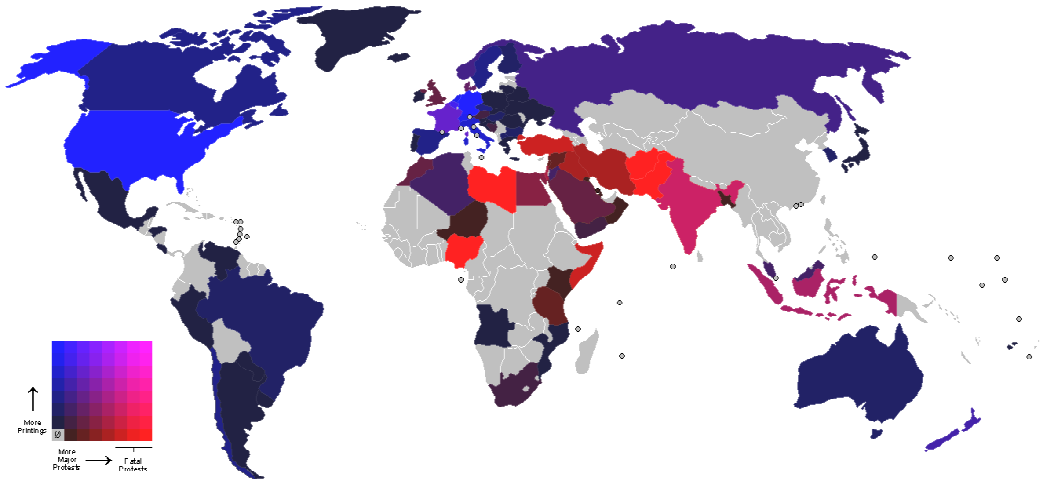 More
Printings
Ø
More
Major
Protests
Fatal
Protests